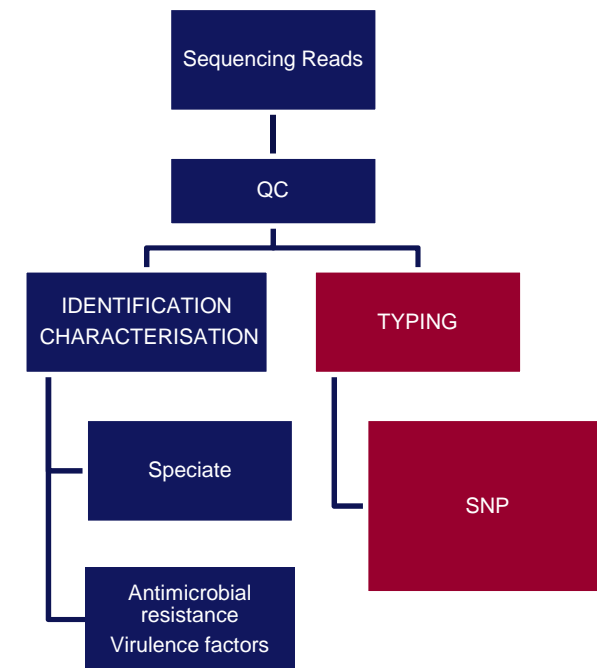 Sequencing Reads
QC
IDENTIFICATION
CHARACTERISATION
TYPING
Speciate
SNP
Antimicrobial
resistance
Virulence factors